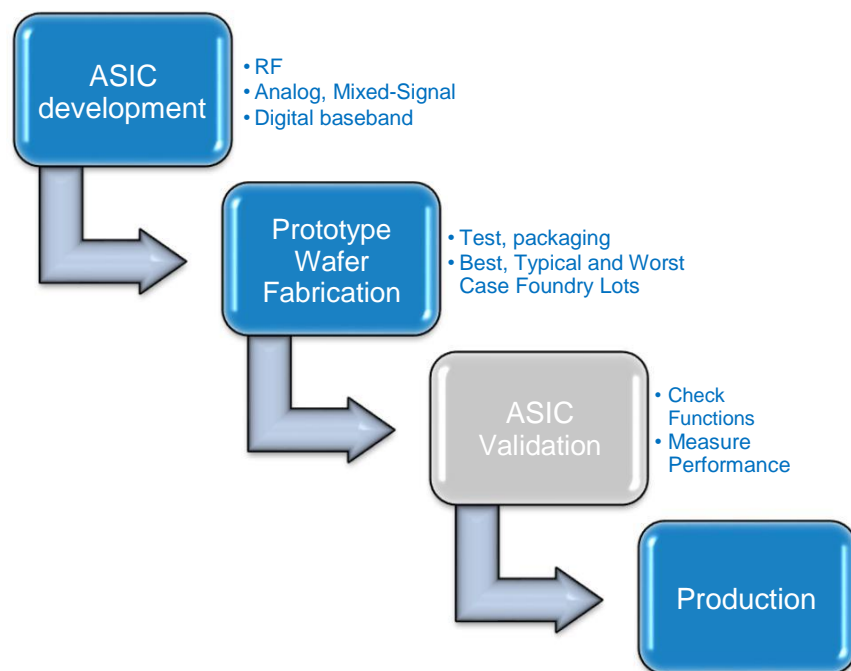 ASIC
development
• RF
• Analog, Mixed-Signal
• Digital baseband
Prototype
Wafer
Fabrication
• Test, packaging
• Best, Typical and Worst
Case Foundry Lots
ASIC
Validation
• Check
Functions
• Measure
Performance
Production